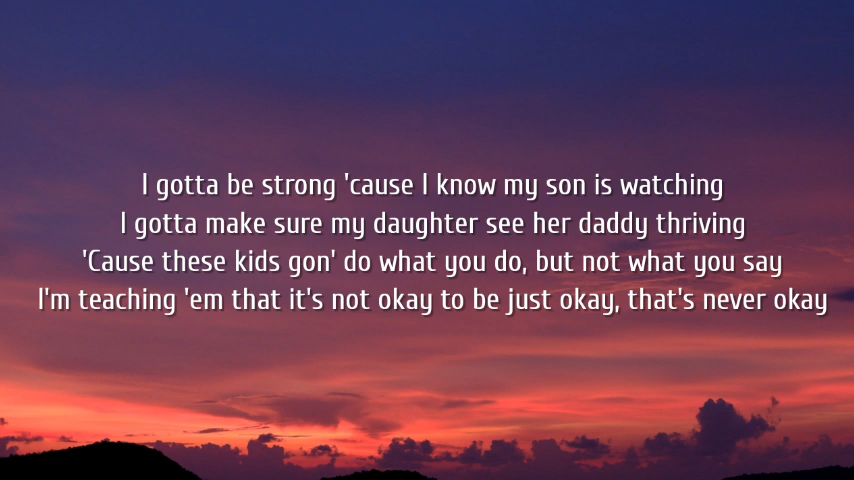 I gotta be strong 'cause I know my son is watching
I gotta make sure my daughter see her daddy thriving
'Cause these kids gon' do what you do, but not what you say
I'm teaching 'em that it's not okay to be just okay, that's never okay